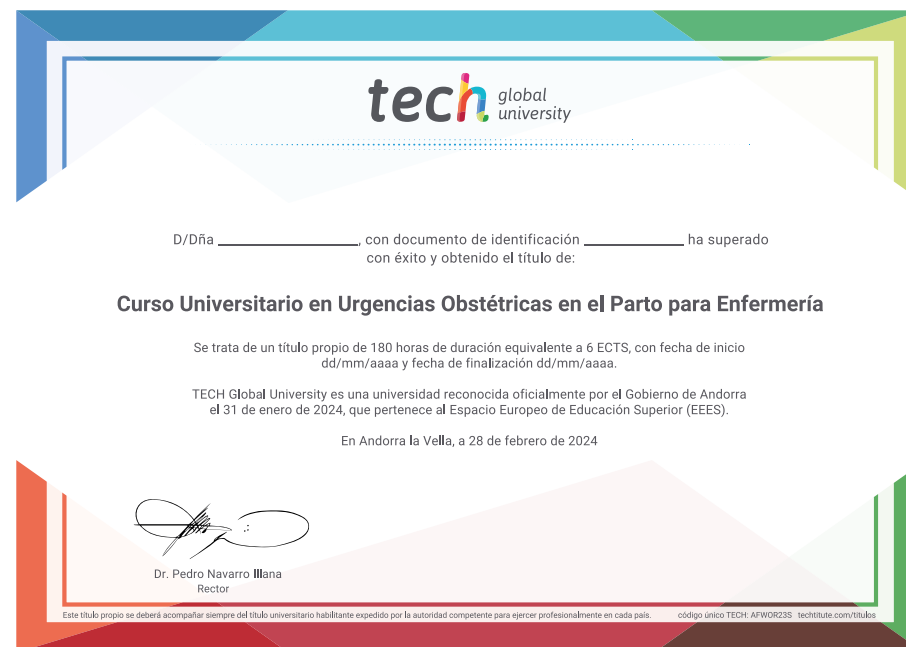 tech global university
D/Dña ____________________, con documento de identificación ______________ ha superado
con éxito y obtenido el título de:
Curso Universitario en Urgencias Obstétricas en el Parto para Enfermería
Se trata de un título propio de 180 horas de duración equivalente a 6 ECTS, con fecha de inicio
dd/mm/aaaa y fecha de finalización dd/mm/aaaa.
TECH Global University es una universidad reconocida oficialmente por el Gobierno de Andorra
el 31 de enero de 2024, que pertenece al Espacio Europeo de Educación Superior (EEES).
En Andorra la Vella, a 28 de febrero de 2024
Dr. Pedro Navarro Illana
Rector
Este título propio se deberá acompañar siempre del título universitario habilitante expedido por la autoridad competente para ejercer profesionalmente en cada país. código único TECH: AFWOR23S techtitute.com/titulos